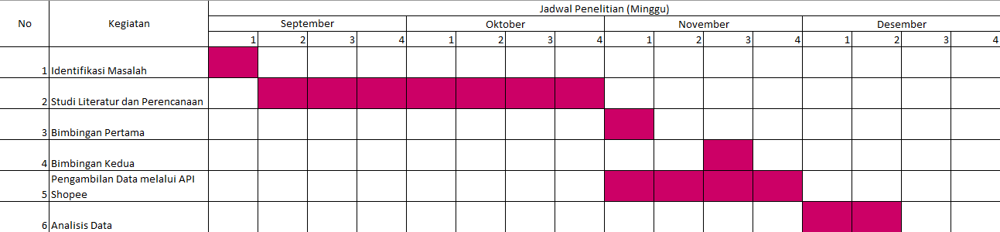 Jadwal Penelitian (Minggu)
No Kegiatan
September Oktober November Desember
1 2 3 4 1 2 3 4 1 2 3 4 1 2 3 4
1 Identifikasi Masalah
2 Studi Literatur dan Perencanaan
3 Bimbingan Pertama
4 Bimbingan Kedua
Pengambilan Data melalui API
5 Shopee
6 Analisis Data